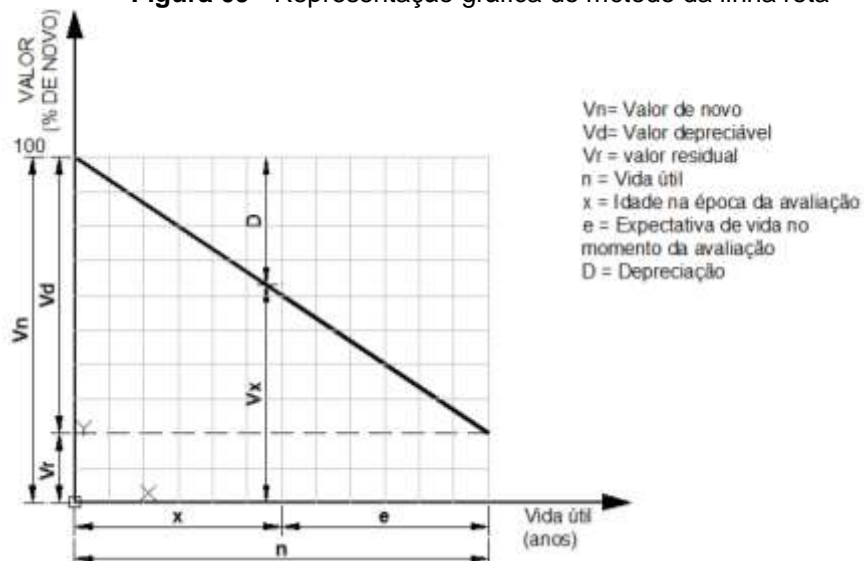 Representação gráfica do método da linha reta
VALOR
(% DE NOVO)
100
Vn= Valor de novo
Vd= Valor depreciável
Vr = valor residual
n = Vida útil
x = Idade na época da avaliação
e = Expectativa de vida no
momento da avaliação
D = Depreciação
D
Vd
Vn
Vx
Y
Vr
X
x
e
Vida útil
(anos)
n